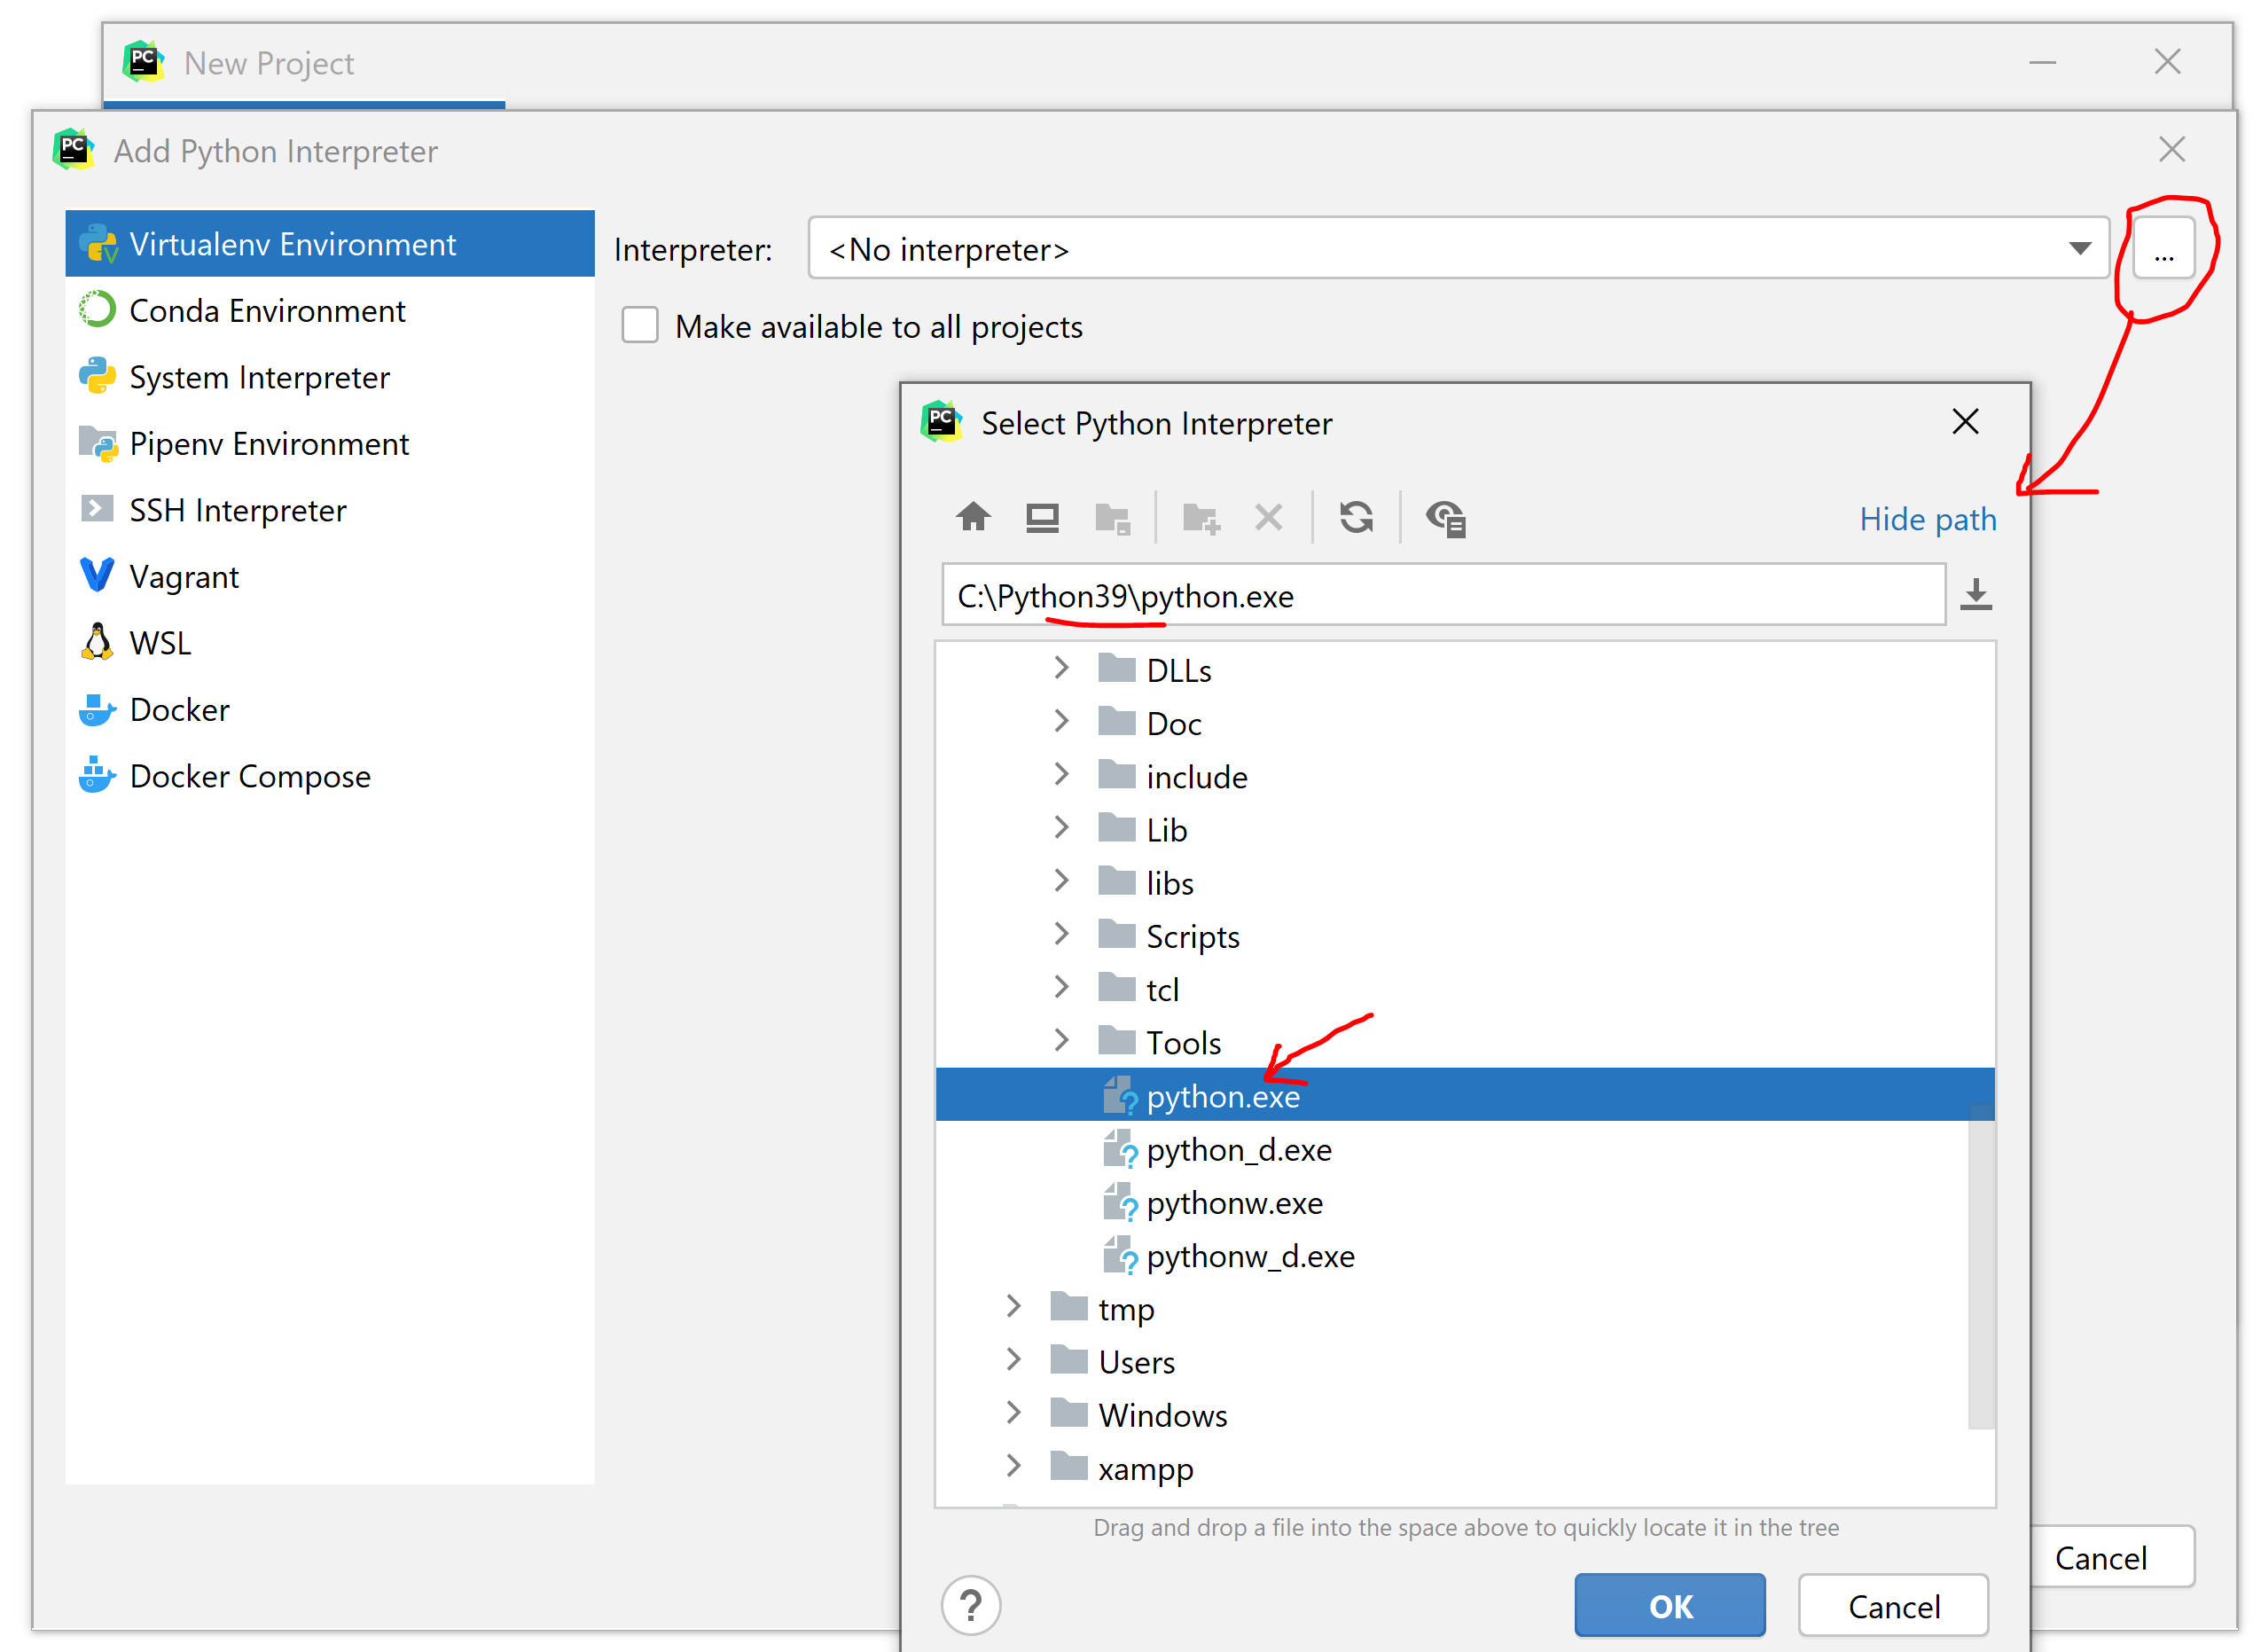 New Project
Add Python Interpreter
Virtualenv Environment
Conda Environment
System Interpreter
Pipenv Environment
SSH Interpreter
Vagrant
WSL
Docker
Docker Compose
Interpreter: <No interpreter> ...
Make available to all projects
Select Python Interpreter
Hide path
C:\Python39\python.exe
DLLs
Doc
include
Lib
libs
Scripts
tcl
Tools
python.exe
python_d.exe
pythonw.exe
pythonw_d.exe
tmp
Users
Windows
xampp
Drag and drop a file into the space above to quickly locate it in the tree
? OK Cancel
Cancel